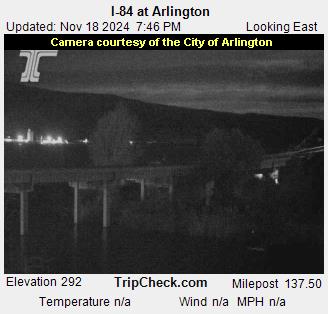 I-84 at Arlington
Updated: Nov 18 2024 7:46 PM Looking East
Camera courtesy of the City of Arlington
Elevation 292 TripCheck.com Milepost 137.50
Temperature n/a Wind n/a MPH n/a